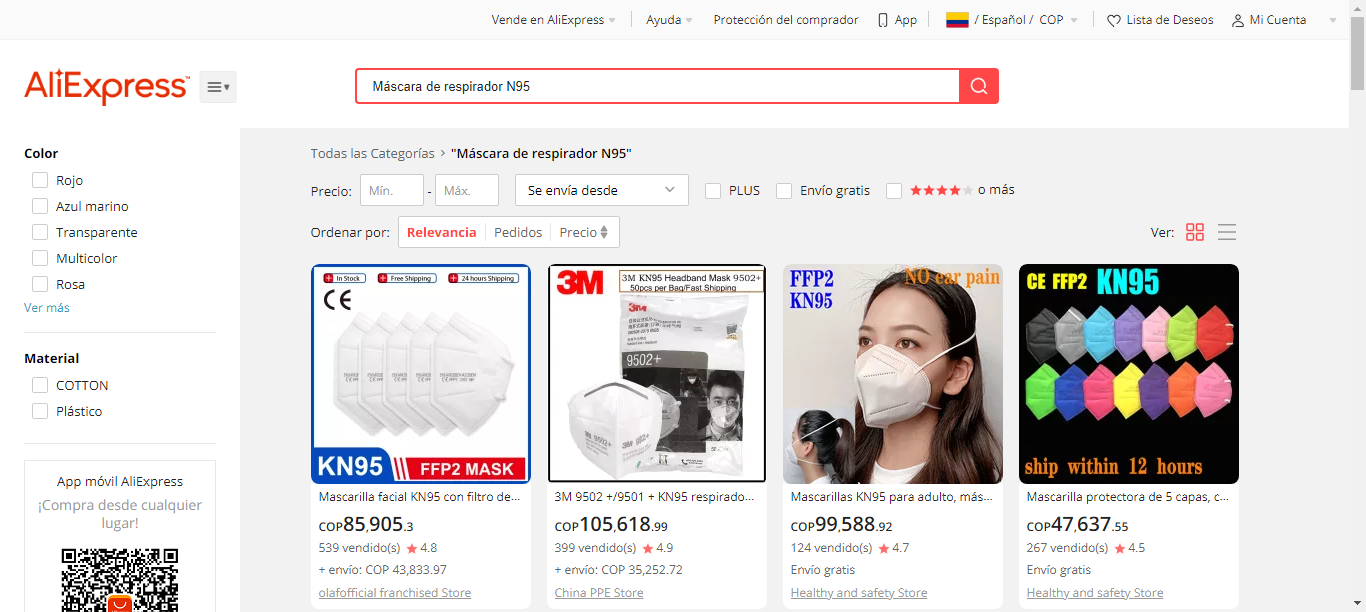 Vende en AliExpress
Ayuda
Protección del comprador
App
/ Español / COP
Lista de Deseos
Mi Cuenta
AliExpress™
Máscara de respirador N95
Color
Rojo
Azul marino
Transparente
Multicolor
Rosa
Ver más
Material
COTTON
Plástico
App móvil AliExpress
¡Compra desde cualquier
lugar!
Todas las Categorías > "Máscara de respirador N95"
Precio: Mín. - Máx. Se envía desde PLUS Envío gratis o más
Ordenar por: Relevancia Pedidos Precio
Ver:
In Stock
Free Shipping
24 hours Shipping
CE
KN95
FFP2 MASK
Mascarilla facial KN95 con filtro de...
COP85,905.3
539 vendido(s) 4.8
+ envío: COP 43,833.97
olafofficial franchised Store
3M
3M KN95 Headband Mask 9502+
50pcs per Bag/Fast Shipping
3M
9502+
3M
9502+
3M 9502 +/9501 + KN95 respirado...
COP105,618.99
399 vendido(s) 4.9
+ envío: COP 35,252.72
China PPE Store
FFP2
KN95
NO ear pain
Mascarillas KN95 para adulto, más...
COP99,588.92
124 vendido(s) 4.7
Envío gratis
Healthy and safety Store
CE FFP2 KN95
ship within 12 hours
Mascarilla protectora de 5 capas, c...
COP47,637.55
267 vendido(s) 4.5
Envío gratis
Healthy and safety Store